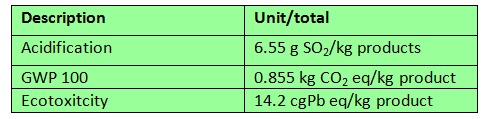 Description Unit/total
Acidification 6.55 g SO₂/kg products
GWP 100 0.855 kg CO₂ eq/kg product
Ecotoxitcity 14.2 cgPb eq/kg product